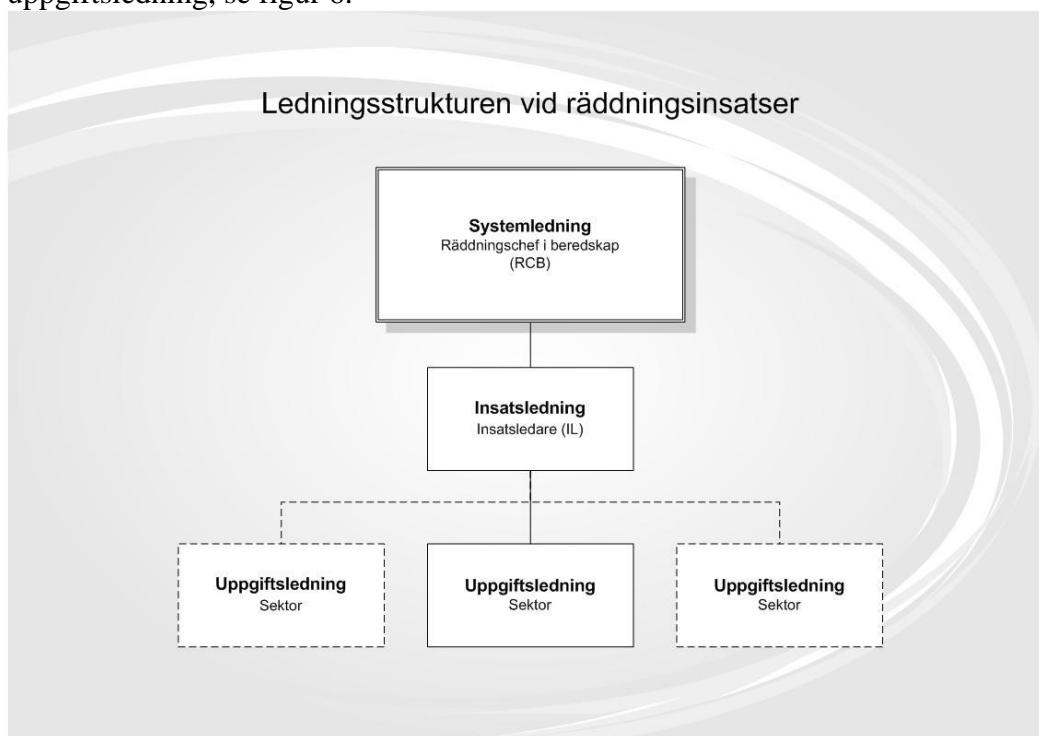 uppgiftsledning, se figur 6.
Ledningsstrukturen vid räddningsinsatser
Systemledning
Räddningschef i beredskap
(RCB)
Insatsledning
Insatsledare (IL)
Uppgiftsledning
Sektor
Uppgiftsledning
Sektor
Uppgiftsledning
Sektor